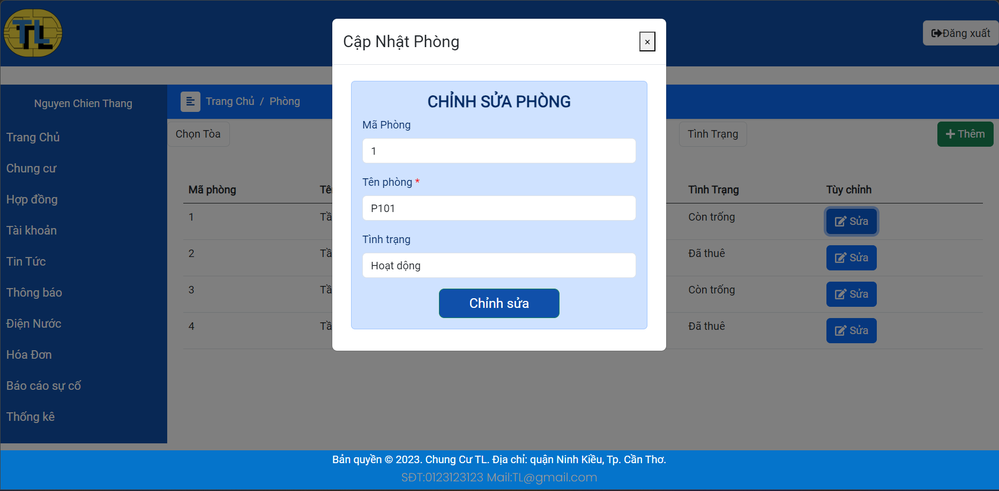 TL
Đăng xuất
Cập Nhật Phòng
×
Nguyen Chien Thang
Trang Chủ / Phòng
Trang Chủ
Chung cư
Hợp đồng
Tài khoản
Tin Tức
Thông báo
Điện Nước
Hóa Đơn
Báo cáo sự cố
Thống kê
Chọn Tòa
Tình Trạng
Thêm
CHỈNH SỬA PHÒNG
Mã Phòng
1
Tên phòng *
P101
Tình trạng
Hoạt dộng
Chỉnh sửa
Mã phòng Tình Trạng Tùy chỉnh
1 Còn trống Sửa
2 Đã thuê Sửa
3 Còn trống Sửa
4 Đã thuê Sửa
Bản quyền © 2023. Chung Cư TL. Địa chỉ: quận Ninh Kiều, Tp. Cần Thơ.
SĐT:0123123123 Mail:TL@gmail.com